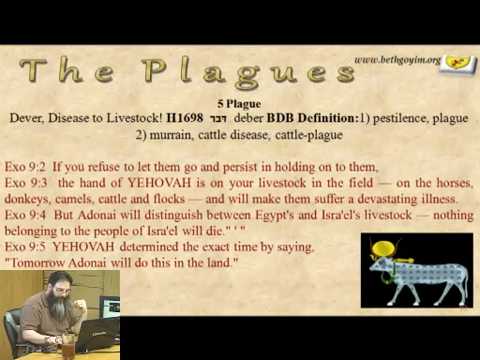 www.bethgoyim.org
The Plagues
5 Plague
Dever, Disease to Livestock! H1698 דבר deber BDB Definition:1) pestilence, plague
2) murrain, cattle disease, cattle-plague
Exo 9:2 If you refuse to let them go and persist in holding on to them,
Exo 9:3 the hand of YEHOVAH is on your livestock in the field — on the horses,
donkeys, camels, cattle and flocks — and will make them suffer a devastating illness.
Exo 9:4 But Adonai will distinguish between Egypt's and Isra'el's livestock — nothing
belonging to the people of Isra'el will die." ' "
Exo 9:5 YEHOVAH determined the exact time by saying,
"Tomorrow Adonai will do this in the land."